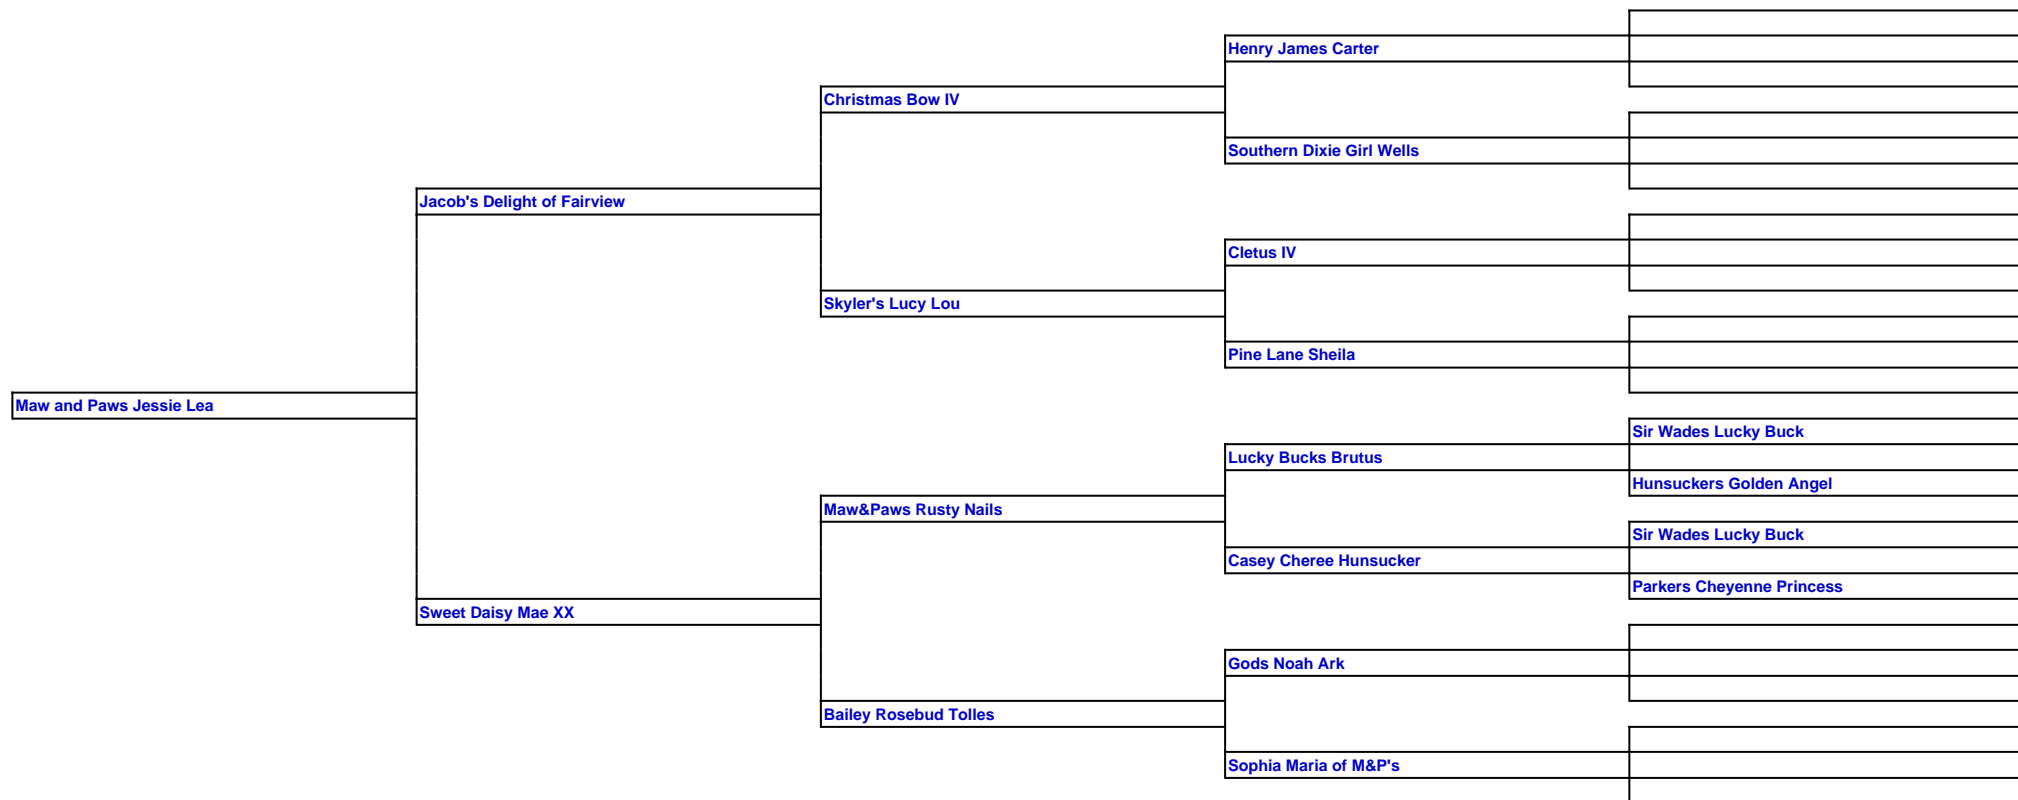 Henry James Carter
Christmas Bow IV
Southern Dixie Girl Wells
Jacob's Delight of Fairview
Cletus IV
Skyler's Lucy Lou
Pine Lane Sheila
Maw and Paws Jessie Lea
Sir Wades Lucky Buck
Lucky Bucks Brutus
Hunsuckers Golden Angel
Maw&Paws Rusty Nails
Sir Wades Lucky Buck
Casey Cheree Hunsucker
Parkers Cheyenne Princess
Sweet Daisy Mae XX
Gods Noah Ark
Bailey Rosebud Tolles
Sophia Maria of M&P's